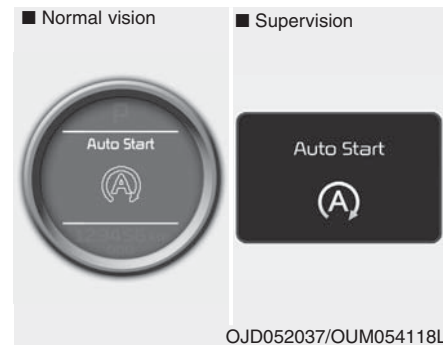 ■ Normal vision
■ Supervision
Auto Start
A
Auto Start
A
OJD052037/OUM054118L